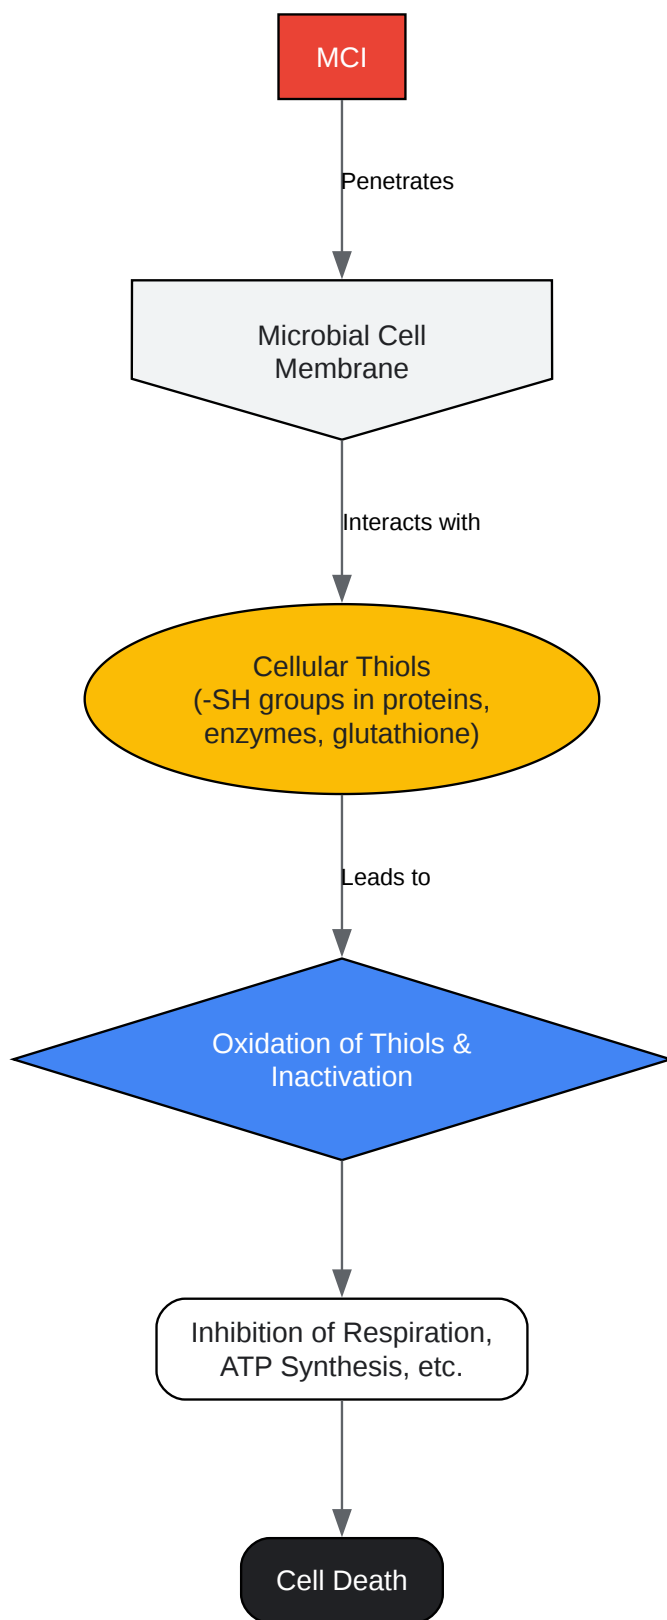 MCI
Penetrates
Microbial Cell
Membrane
Interacts with
Cellular Thiols
(-SH groups in proteins,
enzymes, glutathione)
Leads to
Oxidation of Thiols &
Inactivation
Inhibition of Respiration,
ATP Synthesis, etc.
Cell Death